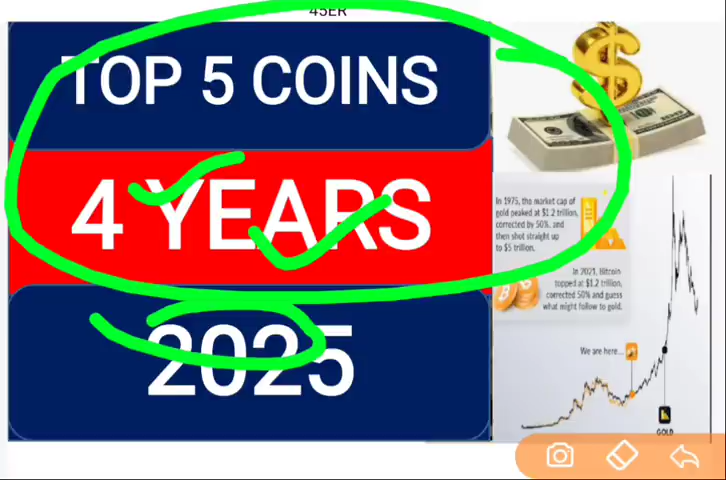 45ER
TOP 5 COINS
4 YEARS
2025
In 1975, the market cap of
gold peaked at $1.2 trillion,
corrected by 50%, and
then shot straight up
to $5 trillion.
In 2021, Bitcoin
topped at $1.2 trillion,
corrected 50% and guess
what might follow to gold.
We are here...
GOLD